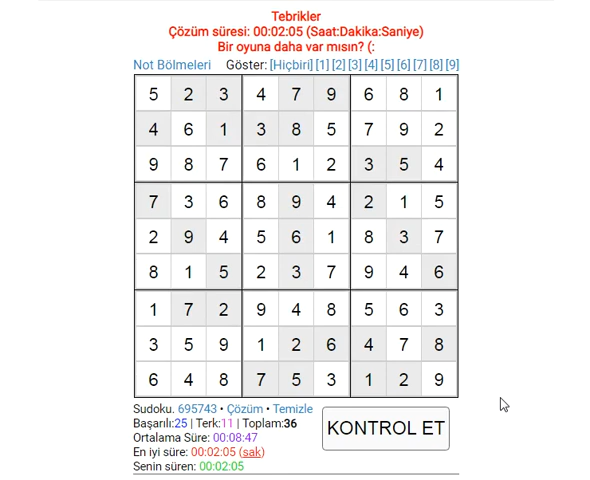 Tebrikler
Çözüm süresi: 00:02:05 (Saat:Dakika:Saniye)
Bir oyuna daha var mısın? (:
Not Bölmeleri Göster: [Hiçbiri] [1] [2] [3] [4] [5] [6] [7] [8] [9]
5 2 3 4 7 9 6 8 1
4 6 1 3 8 5 7 9 2
9 8 7 6 1 2 3 5 4
7 3 6 8 9 4 2 1 5
2 9 4 5 6 1 8 3 7
8 1 5 2 3 7 9 4 6
1 7 2 9 4 8 5 6 3
3 5 9 1 2 6 4 7 8
6 4 8 7 5 3 1 2 9
Sudoku. 695743 • Çözüm • Temizle
Başarılı:25 | Terk:11 | Toplam:36
Ortalama Süre: 00:08:47
En iyi süre: 00:02:05 (sak)
Senin süren: 00:02:05
KONTROL ET